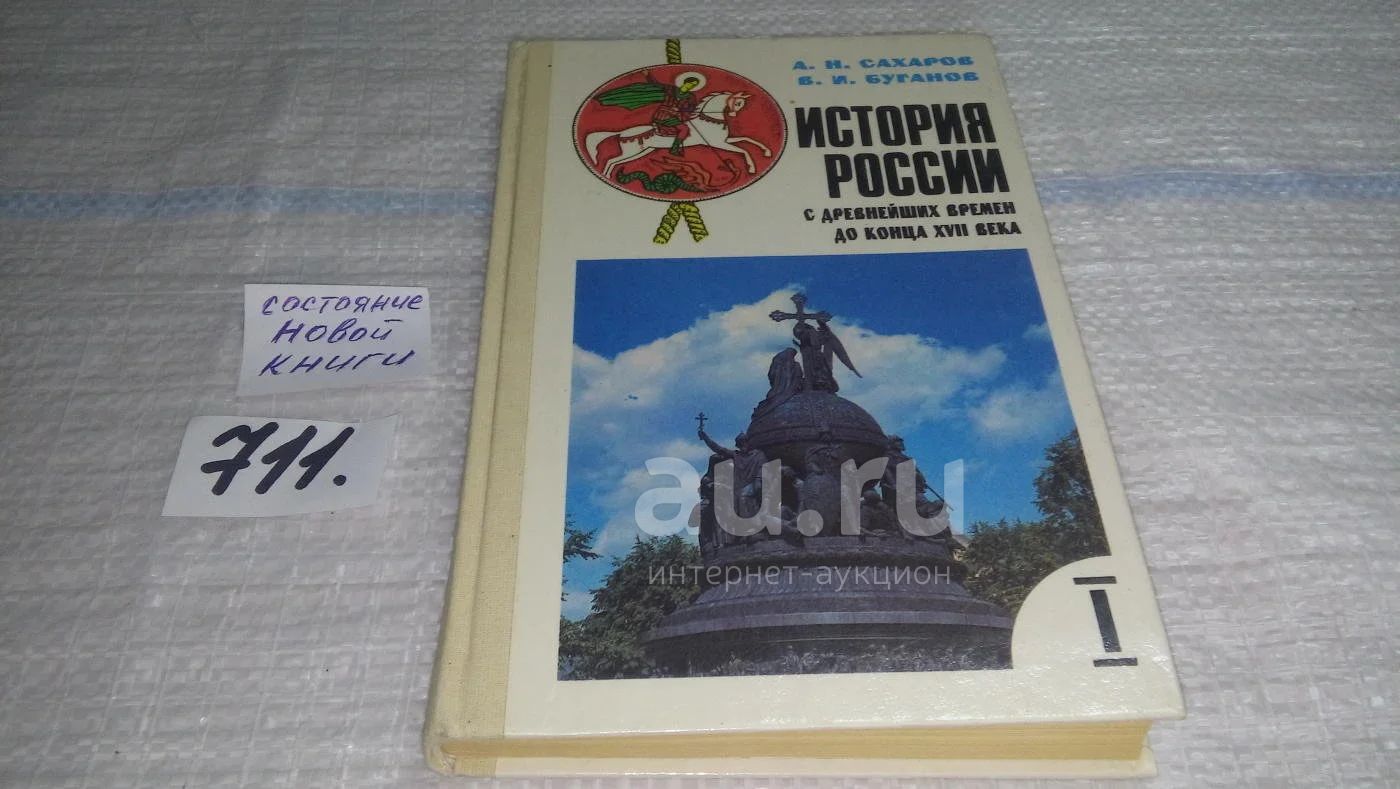 А. Н. САХАРОВ
В. И. БУГАНОВ
ИСТОРИЯ
РОССИИ
С ДРЕВНЕЙШИХ ВРЕМЕН
ДО КОНЦА XVII ВЕКА
состояние
новой
книги
711.
au.ru
интернет-аукцион
I